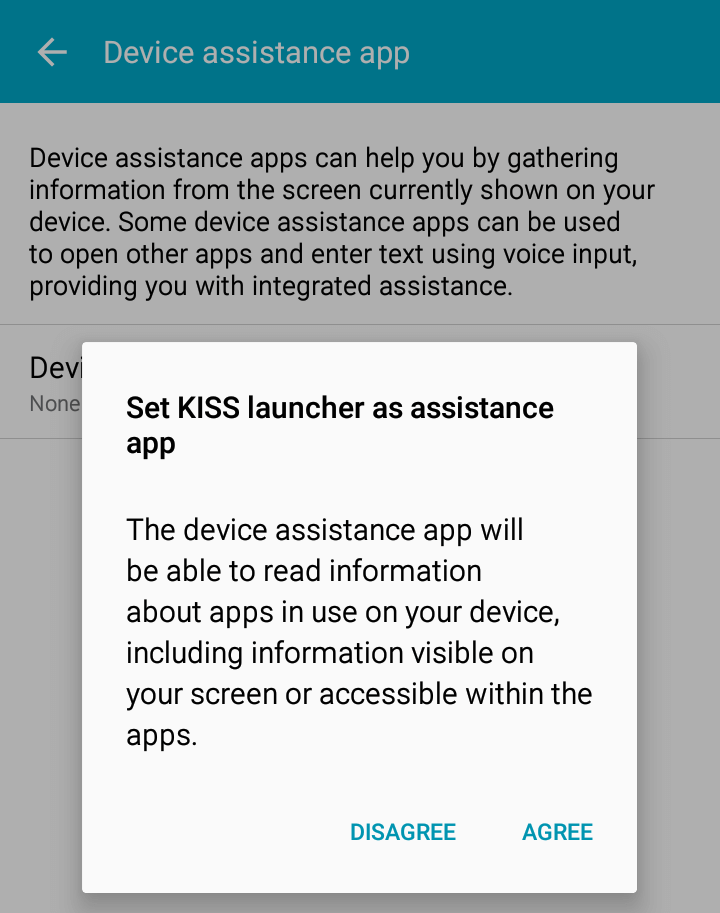 Device assistance app
Device assistance apps can help you by gathering
information from the screen currently shown on your
device. Some device assistance apps can be used
to open other apps and enter text using voice input,
providing you with integrated assistance.
Devi
None
Set KISS launcher as assistance
app
The device assistance app will
be able to read information
about apps in use on your device,
including information visible on
your screen or accessible within the
apps.
DISAGREE AGREE